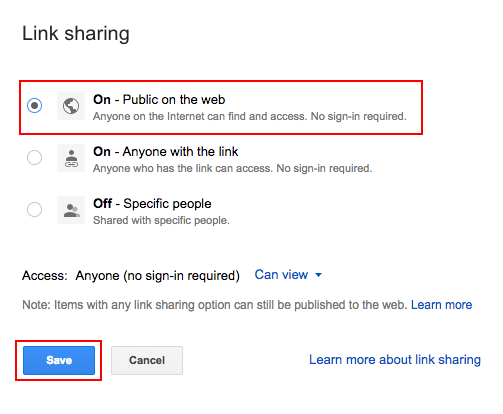 Link sharing
On - Public on the web
Anyone on the Internet can find and access. No sign-in required.
On - Anyone with the link
Anyone who has the link can access. No sign-in required.
Off - Specific people
Shared with specific people.
Access: Anyone (no sign-in required) Can view
Note: Items with any link sharing option can still be published to the web. Learn more
Save Cancel Learn more about link sharing